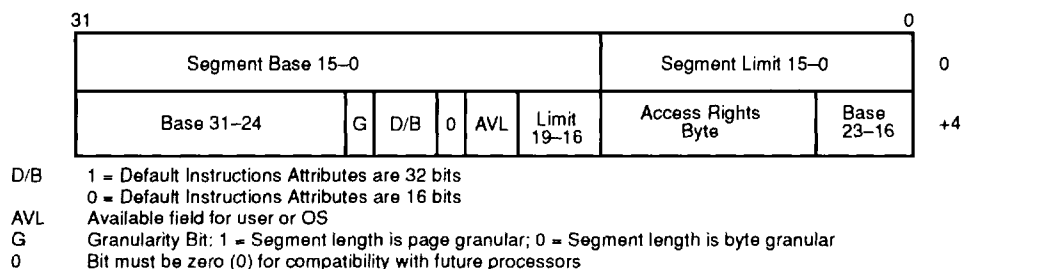 31 0
Segment Base 15–0 Segment Limit 15–0 0
Base 31–24 G D/B 0 AVL Limit 19–16 Access Rights Byte Base 23–16 +4
D/B 1 = Default Instructions Attributes are 32 bits
0 = Default Instructions Attributes are 16 bits
AVL Available field for user or OS
G Granularity Bit: 1 = Segment length is page granular; 0 = Segment length is byte granular
0 Bit must be zero (0) for compatibility with future processors